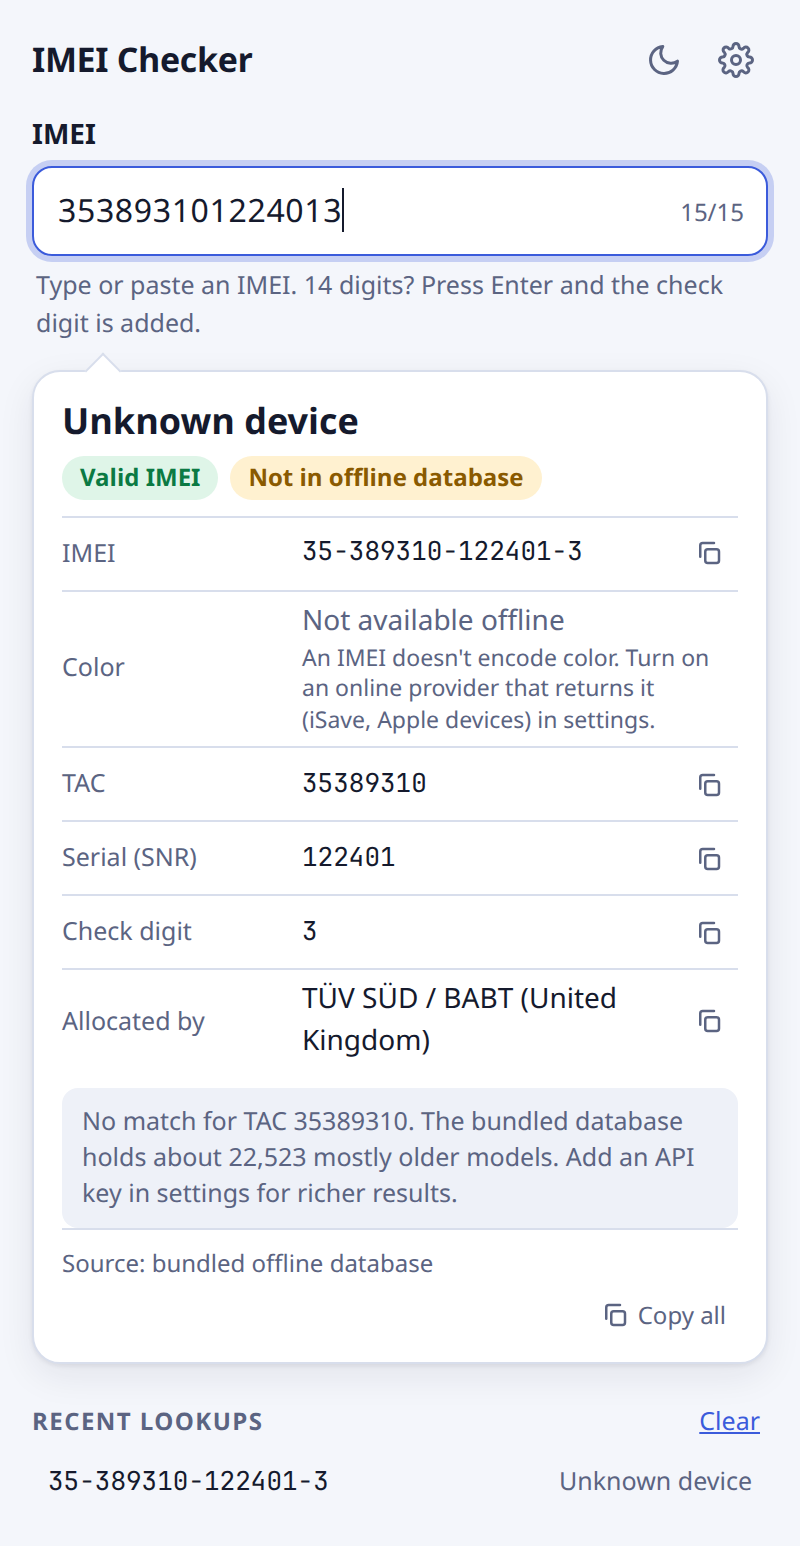 IMEI Checker
IMEI
353893101224013
15/15
Type or paste an IMEI. 14 digits? Press Enter and the check
digit is added.
Unknown device
Valid IMEI
Not in offline database
IMEI
35-389310-122401-3
Color
Not available offline
An IMEI doesn't encode color. Turn on
an online provider that returns it
(iSave, Apple devices) in settings.
TAC
35389310
Serial (SNR)
122401
Check digit
3
Allocated by
TÜV SÜD / BABT (United
Kingdom)
No match for TAC 35389310. The bundled database
holds about 22,523 mostly older models. Add an API
key in settings for richer results.
Source: bundled offline database
Copy all
RECENT LOOKUPS
Clear
35-389310-122401-3
Unknown device